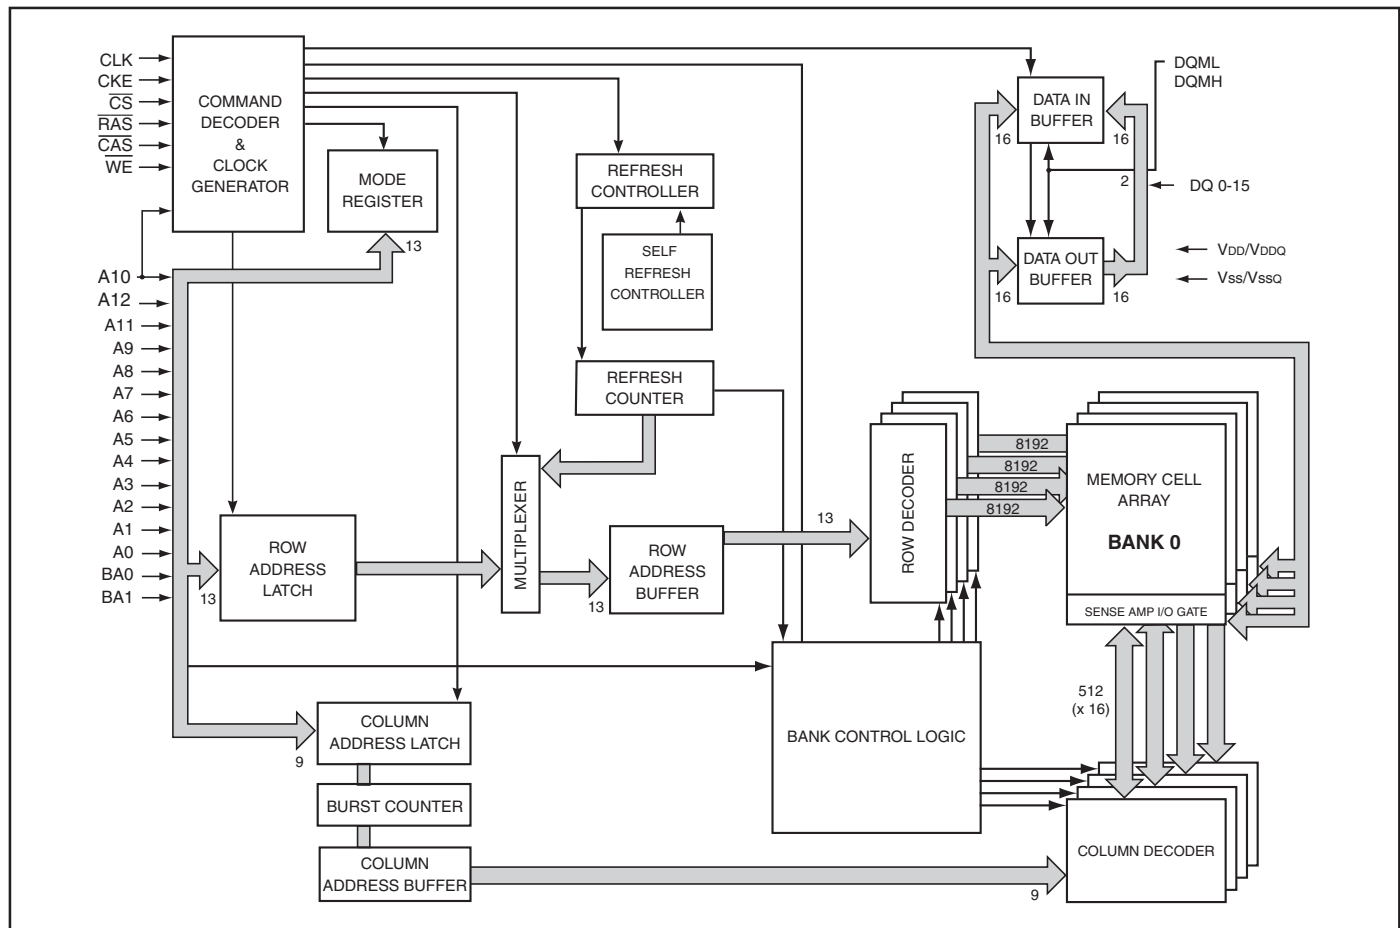 CLK
CKE
CS
RAS
CAS
WE
A10
A12
A11
A9
A8
A7
A6
A5
A4
A3
A2
A1
A0
BA0
BA1
COMMAND
DECODER
&
CLOCK
GENERATOR
MODE
REGISTER
13
REFRESH
CONTROLLER
SELF
REFRESH
CONTROLLER
REFRESH
COUNTER
DATA IN
BUFFER
16
16
DQML
DQMH
2
DQ 0-15
DATA OUT
BUFFER
16
16
VDD/VDDQ
Vss/VssQ
13
ROW
ADDRESS
LATCH
MULTIPLEXER
13
ROW
ADDRESS
BUFFER
13
ROW DECODER
8192
8192
8192
8192
MEMORY CELL
ARRAY
BANK 0
SENSE AMP I/O GATE
512
(x 16)
BANK CONTROL LOGIC
9
COLUMN
ADDRESS LATCH
BURST COUNTER
COLUMN
ADDRESS BUFFER
9
COLUMN DECODER